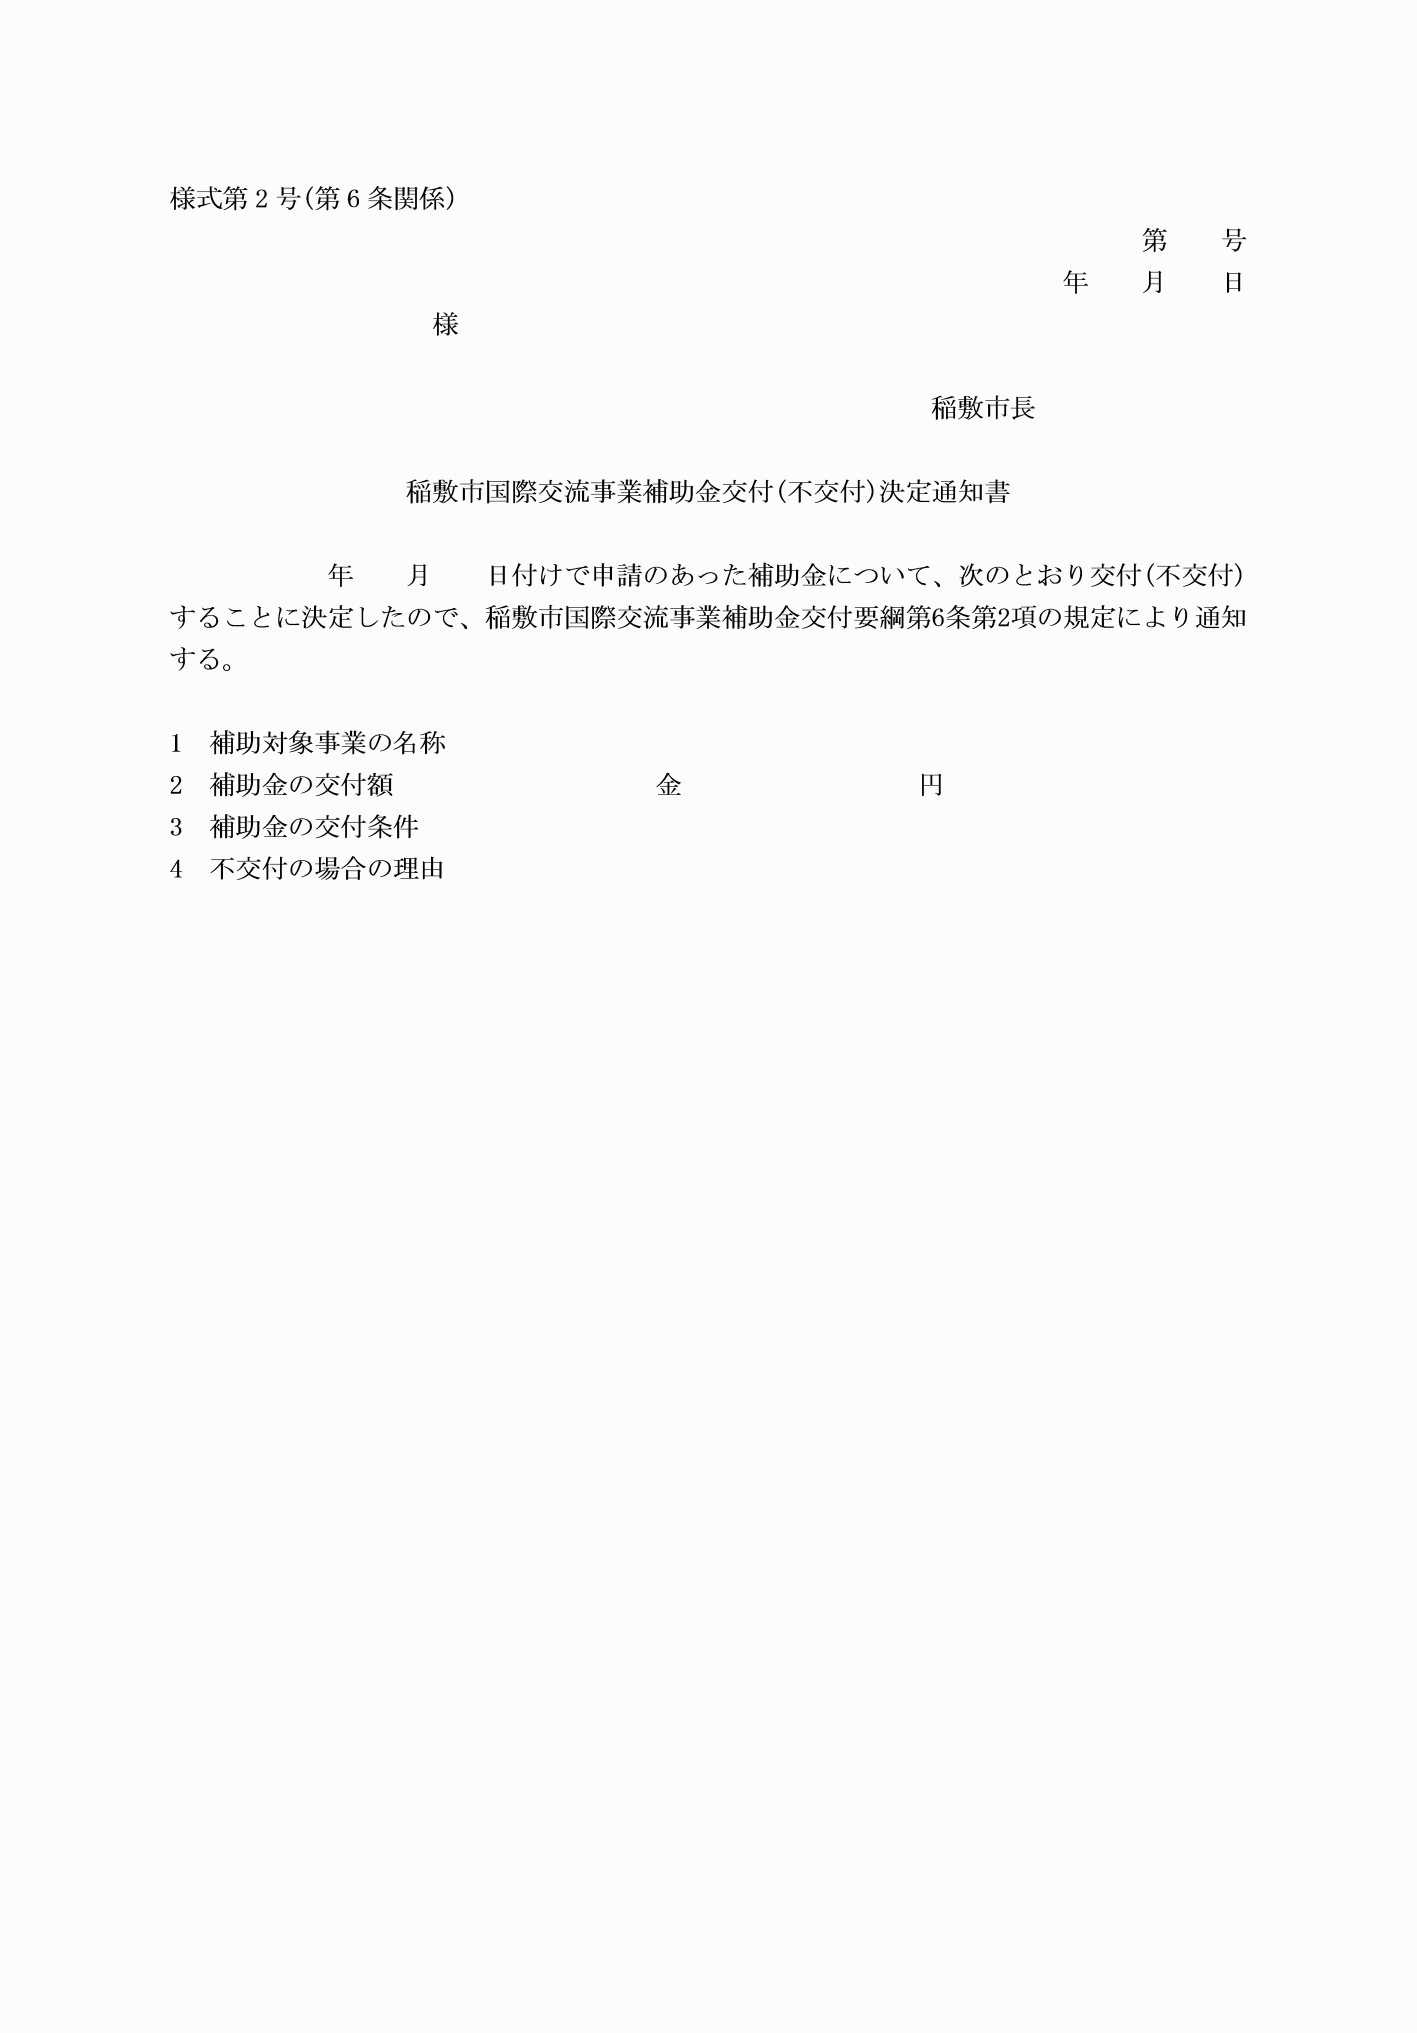 様式第2号(第6条関係)
第　　号
年　　月　　日
様
稲敷市長
稲敷市国際交流事業補助金交付(不交付)決定通知書
年　　月　　日付けで申請のあった補助金について、次のとおり交付(不交付)
することに決定したので、稲敷市国際交流事業補助金交付要綱第6条第2項の規定により通知
する。
1　補助対象事業の名称
2　補助金の交付額　　　　　　　　　　金　　　　　　　　　円
3　補助金の交付条件
4　不交付の場合の理由